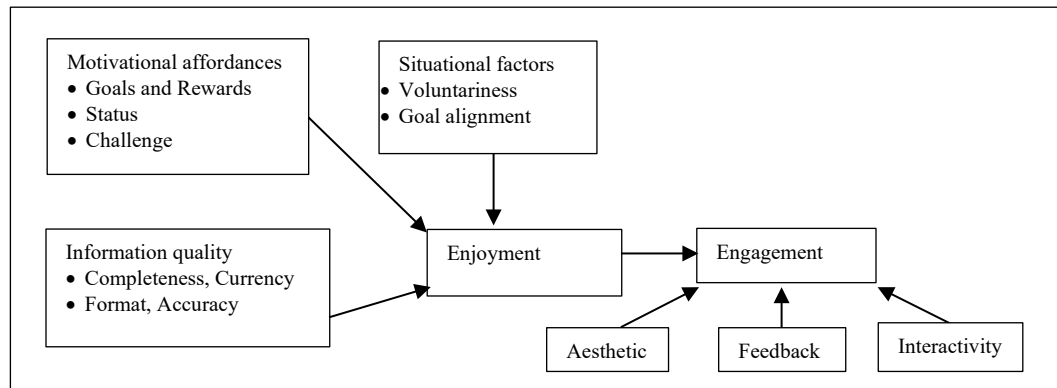 Motivational affordances
• Goals and Rewards
• Status
• Challenge
Situational factors
• Voluntariness
• Goal alignment
Information quality
• Completeness, Currency
• Format, Accuracy
Enjoyment
Engagement
Aesthetic
Feedback
Interactivity